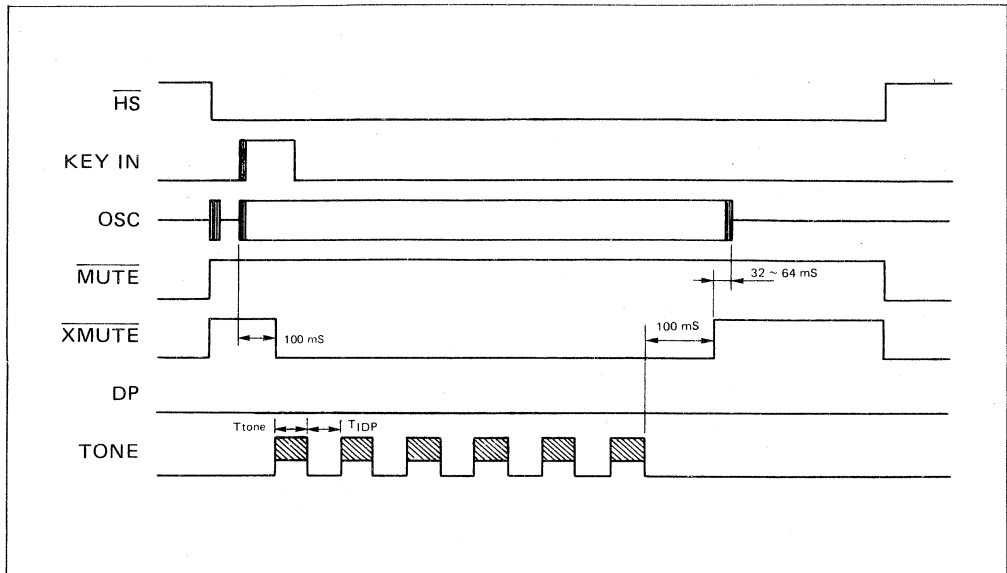 HS
KEY IN
OSC
MUTE
32 ~ 64 mS
XMUTE
100 mS
100 mS
DP
Ttone
TIDP
TONE